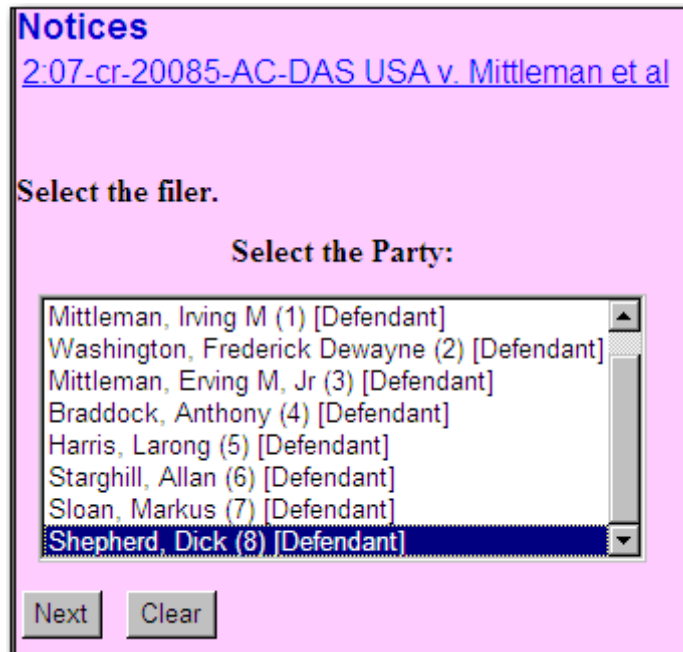 Notices
2:07-cr-20085-AC-DAS USA v. Mittleman et al
Select the filer.
Select the Party:
Mittleman, Irving M (1) [Defendant]
Washington, Frederick Dewayne (2) [Defendant]
Mittleman, Erving M, Jr (3) [Defendant]
Braddock, Anthony (4) [Defendant]
Harris, Larong (5) [Defendant]
Starghill, Allan (6) [Defendant]
Sloan, Markus (7) [Defendant]
Shepherd, Dick (8) [Defendant]
Next Clear